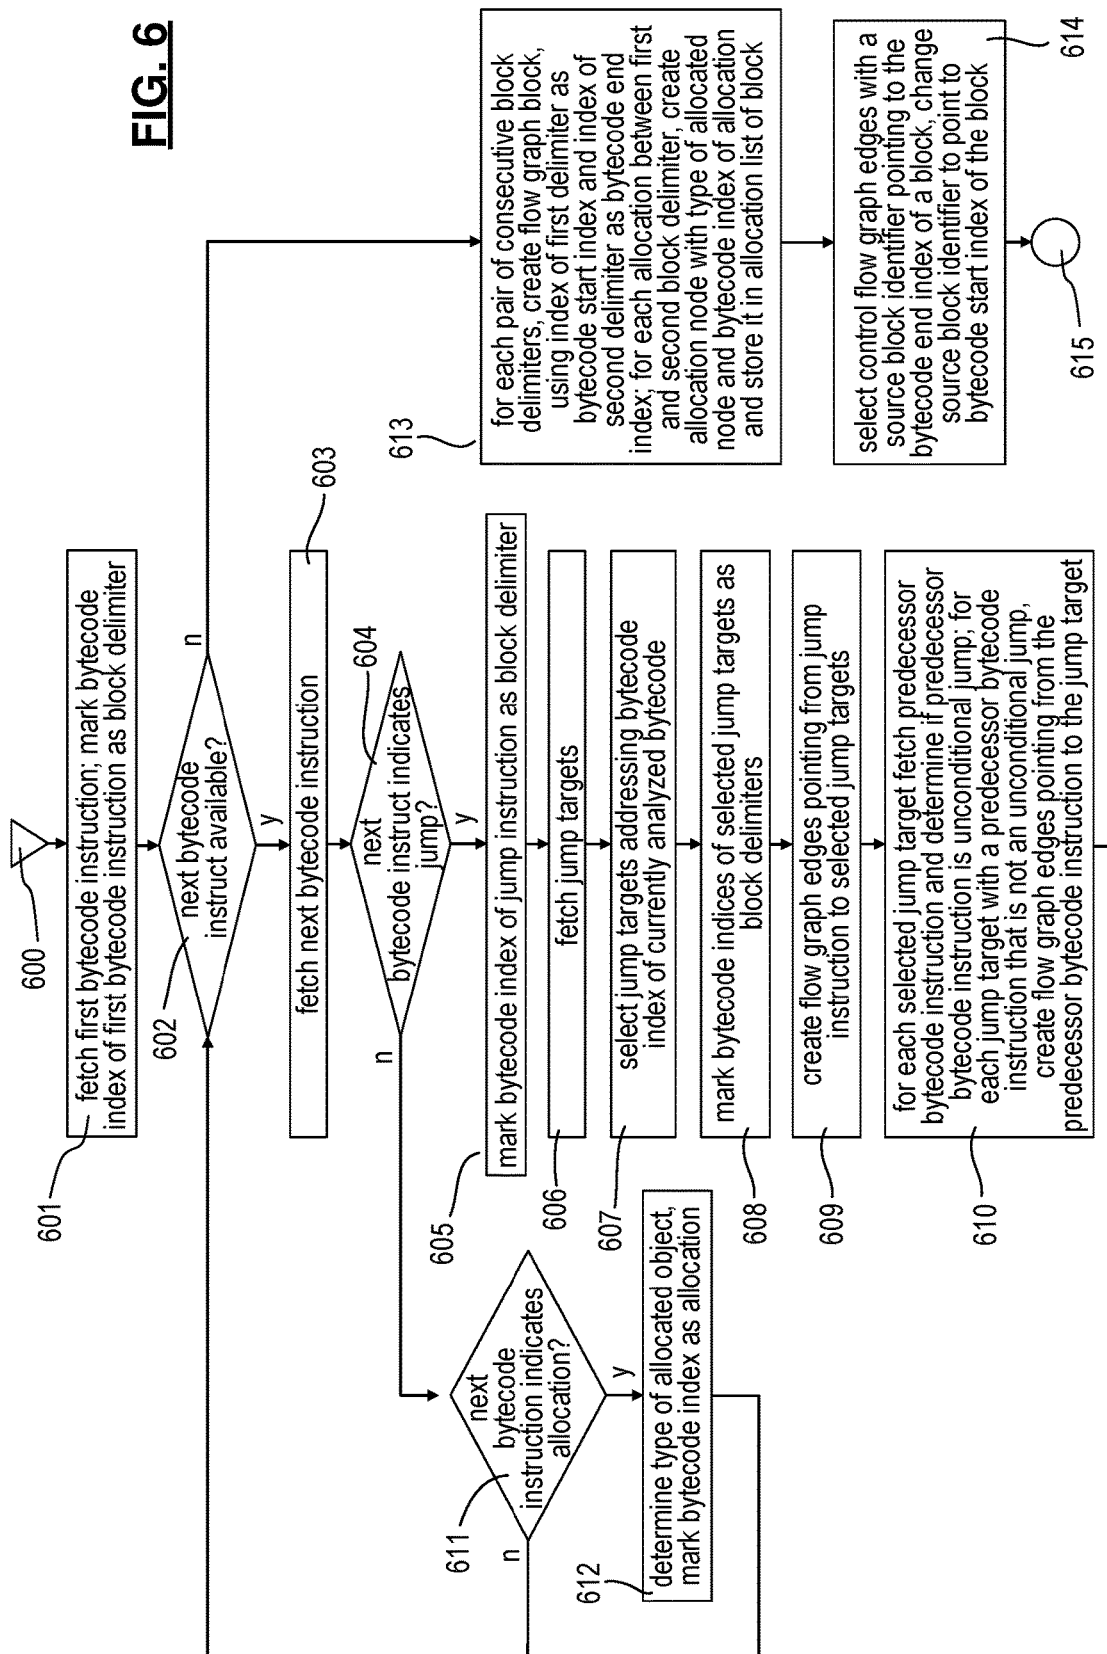 FIG. 6
600
601
fetch first bytecode instruction; mark bytecode
index of first bytecode instruction as block delimiter
602
next bytecode
instruct available?
n
y
603
fetch next bytecode instruction
604
next
bytecode instruct indicates
jump?
n
y
605
mark bytecode index of jump instruction as block delimiter
606
fetch jump targets
607
select jump targets addressing bytecode
index of currently analyzed bytecode
608
mark bytecode indices of selected jump targets as
block delimiters
609
create flow graph edges pointing from jump
instruction to selected jump targets
610
for each selected jump target fetch predecessor
bytecode instruction and determine if predecessor
bytecode instruction is unconditional jump; for
each jump target with a predecessor bytecode
instruction that is not an unconditional jump,
create flow graph edges pointing from the
predecessor bytecode instruction to the jump target
611
next
bytecode
instruction indicates
allocation?
n
y
612
determine type of allocated object,
mark bytecode index as allocation
613
for each pair of consecutive block
delimiters, create flow graph block,
using index of first delimiter as
bytecode start index and index of
second delimiter as bytecode end
index; for each allocation between first
and second block delimiter, create
allocation node with type of allocated
node and bytecode index of allocation
and store it in allocation list of block
614
select control flow graph edges with a
source block identifier pointing to the
bytecode end index of a block, change
source block identifier to point to
bytecode start index of the block
615